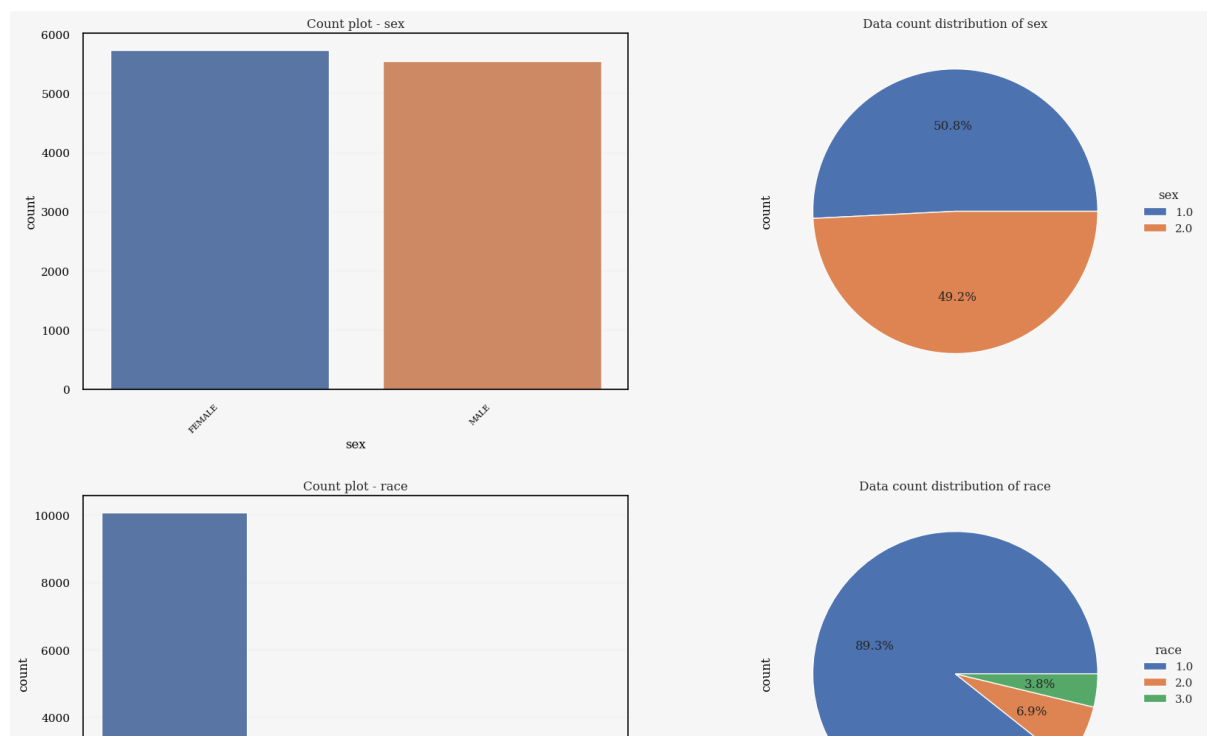 Count plot - sex
6000
5000
4000
3000
2000
1000
0
count
FEMALE
MALE
sex
Data count distribution of sex
50.8%
49.2%
count
sex
1.0
2.0
Count plot - race
10000
8000
6000
4000
count
Data count distribution of race
89.3%
3.8%
6.9%
count
race
1.0
2.0
3.0